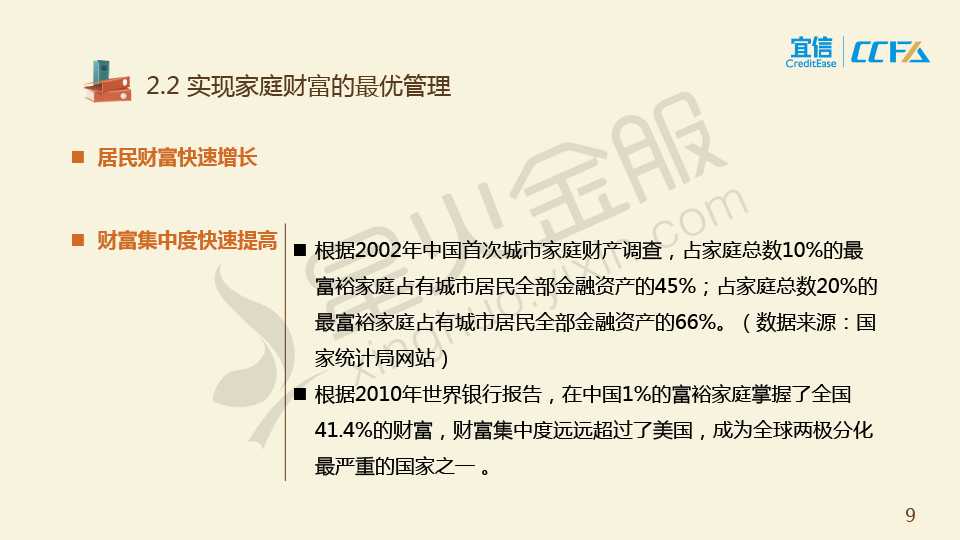 宜信
CreditEase
CCFA
2.2 实现家庭财富的最优管理
■ 居民财富快速增长
■ 财富集中度快速提高
■ 根据2002年中国首次城市家庭财产调查，占家庭总数10%的最
富裕家庭占有城市居民全部金融资产的45%；占家庭总数20%的
最富裕家庭占有城市居民全部金融资产的66%。（数据来源：国
家统计局网站）
■ 根据2010年世界银行报告，在中国1%的富裕家庭掌握了全国
41.4%的财富，财富集中度远远超过了美国，成为全球两极分化
最严重的国家之一 。
星火金服
xinghuo.yixin.com
9